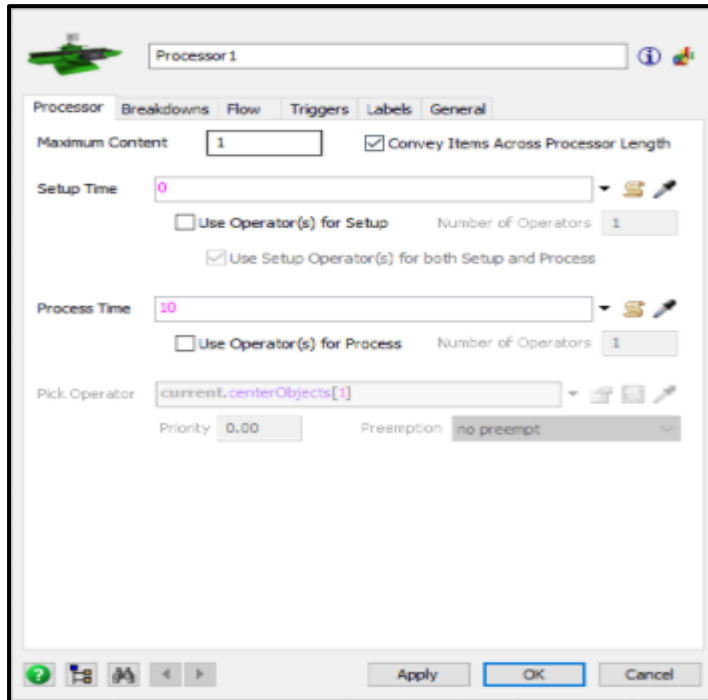 Processor1
Processor Breakdowns Flow Triggers Labels General
Maximum Content 1 Convey Items Across Processor Length
Setup Time 0
Use Operator(s) for Setup Number of Operators 1
Use Setup Operator(s) for both Setup and Process
Process Time 10
Use Operator(s) for Process Number of Operators 1
Pick Operator current.centerObjects[1]
Priority 0.00 Preemption no preempt
Apply OK Cancel